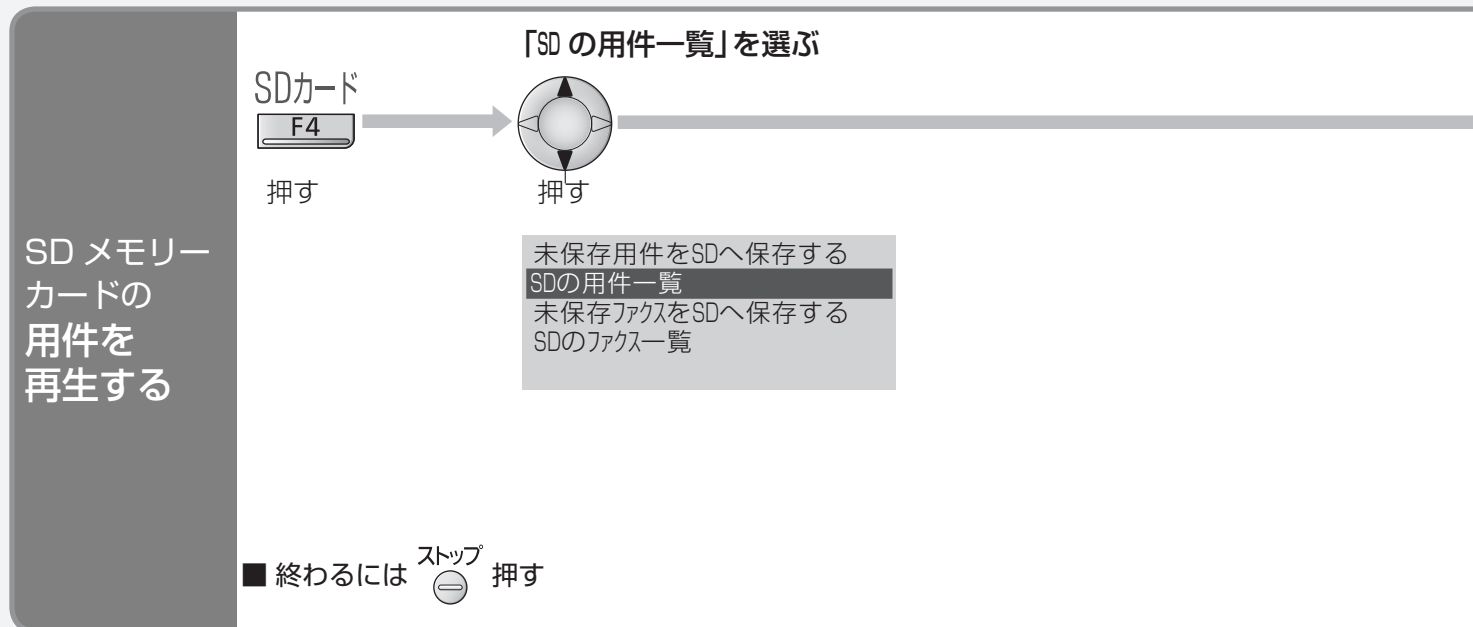 SD メモリー
カードの
用件を
再生する
SDカード
F4
押す
「SD の用件一覧」を選ぶ
押す
未保存用件をSDへ保存する
SDの用件一覧
未保存ファクスをSDへ保存する
SDのファクス一覧
■ 終わるには ストップ 押す